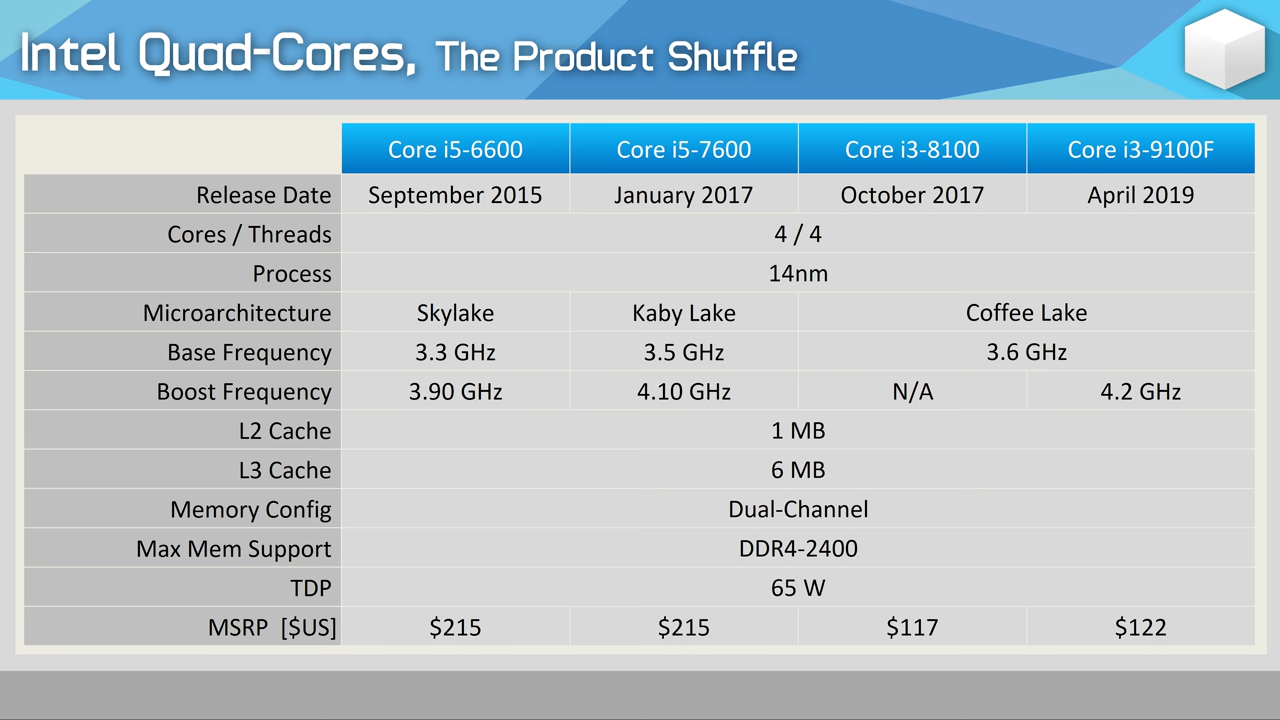 Intel Quad-Cores, The Product Shuffle
Core i5-6600 Core i5-7600 Core i3-8100 Core i3-9100F
Release Date September 2015 January 2017 October 2017 April 2019
Cores / Threads 4 / 4
Process 14nm
Microarchitecture Skylake Kaby Lake Coffee Lake
Base Frequency 3.3 GHz 3.5 GHz 3.6 GHz
Boost Frequency 3.90 GHz 4.10 GHz N/A 4.2 GHz
L2 Cache 1 MB
L3 Cache 6 MB
Memory Config Dual-Channel
Max Mem Support DDR4-2400
TDP 65 W
MSRP [$US] $215 $215 $117 $122